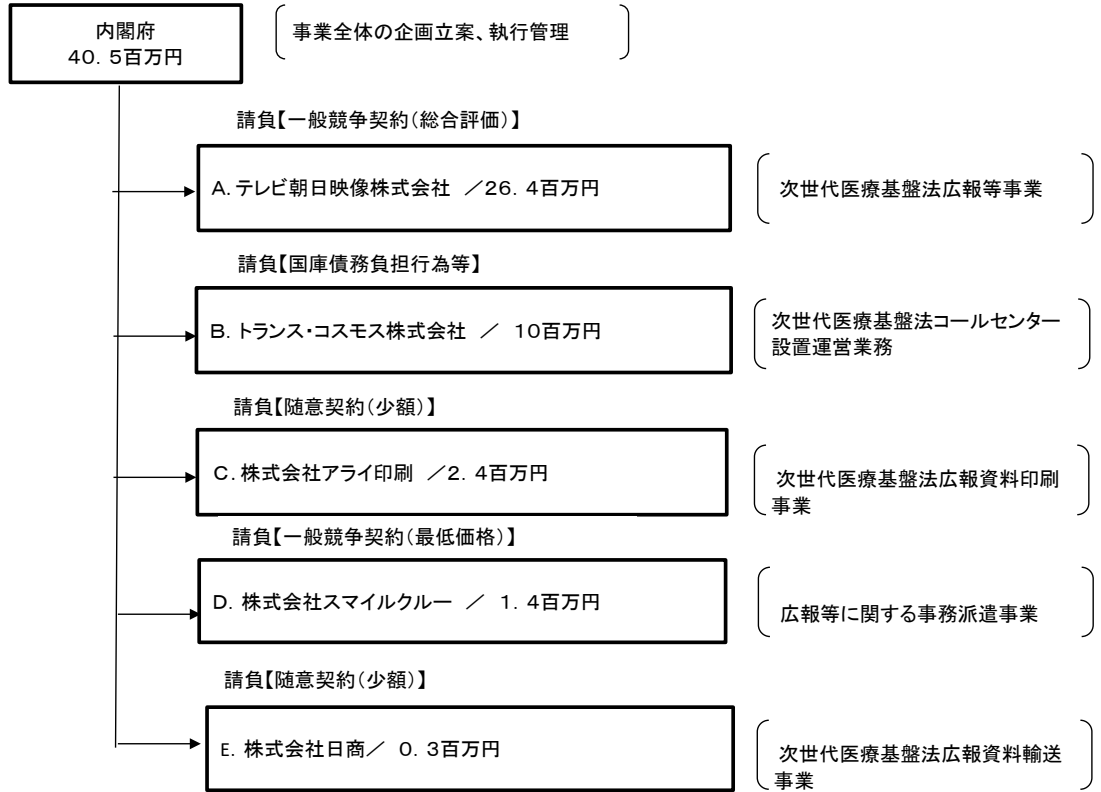 内閣府
40.5百万円
事業全体の企画立案、執行管理
請負【一般競争契約(総合評価)】
A.テレビ朝日映像株式会社 /26.4百万円
次世代医療基盤法広報等事業
請負【国庫債務負担行為等】
B.トランス・コスモス株式会社 / 10百万円
次世代医療基盤法コールセンター
設置運営業務
請負【随意契約(少額)】
C.株式会社アライ印刷 /2.4百万円
次世代医療基盤法広報資料印刷
事業
請負【一般競争契約(最低価格)】
D.株式会社スマイルクルー / 1.4百万円
広報等に関する事務派遣事業
請負【随意契約(少額)】
E.株式会社日商/ 0.3百万円
次世代医療基盤法広報資料輸送
事業